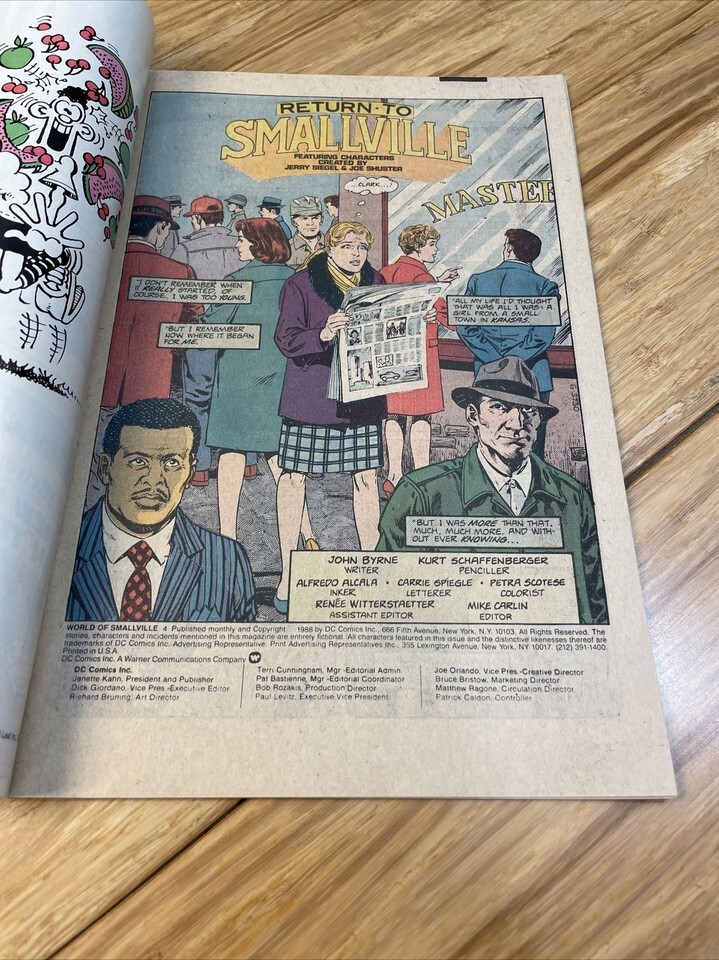 RETURN·TO
SMALLVILLE
FEATURING CHARACTERS
CREATED BY
JERRY SIEGEL & JOE SHUSTER
...CLARK...!
MASTER
"I DON'T REMEMBER WHEN
IT REALLY STARTED, OF
COURSE. I WAS TOO YOUNG.
"BUT I REMEMBER
NOW WHERE IT BEGAN
FOR ME.
"ALL MY LIFE I'D THOUGHT
THAT WAS ALL I WAS: A
GIRL FROM A SMALL
TOWN IN KANSAS.
"BUT I WAS MORE THAN THAT.
MUCH, MUCH MORE. AND WITH-
OUT EVER KNOWING...
JOHN BYRNE
WRITER
KURT SCHAFFENBERGER
PENCILLER
ALFREDO ALCALA • CARRIE SPIEGLE • PETRA SCOTESE
INKER LETTERER COLORIST
RENÉE WITTERSTAETTER
ASSISTANT EDITOR
MIKE CARLIN
EDITOR
WORLD OF SMALLVILLE 4 Published monthly and Copyright 1988 by DC Comics Inc., 666 Fifth Avenue, New York, N.Y. 10103. All Rights Reserved. The
stories, characters and incidents mentioned in this magazine are entirely fictional. All characters featured in this issue and the distinctive likenesses thereof are
trademarks of DC Comics Inc. Advertising Representative: Print Advertising Representatives Inc., 355 Lexington Avenue, New York, NY 10017. (212) 391-1400.
Printed in U.S.A.
DC Comics Inc. A Warner Communications Company
DC Comics Inc.
Jenette Kahn, President and Publisher
Dick Giordano, Vice Pres.-Executive Editor
Richard Bruning, Art Director
Terri Cunningham, Mgr.-Editorial Admin.
Pat Bastienne, Mgr.-Editorial Coordinator
Bob Rozakis, Production Director
Paul Levitz, Executive Vice President
Joe Orlando, Vice Pres.-Creative Director
Bruce Bristow, Marketing Director
Matthew Ragone, Circulation Director
Patrick Caldon, Controller